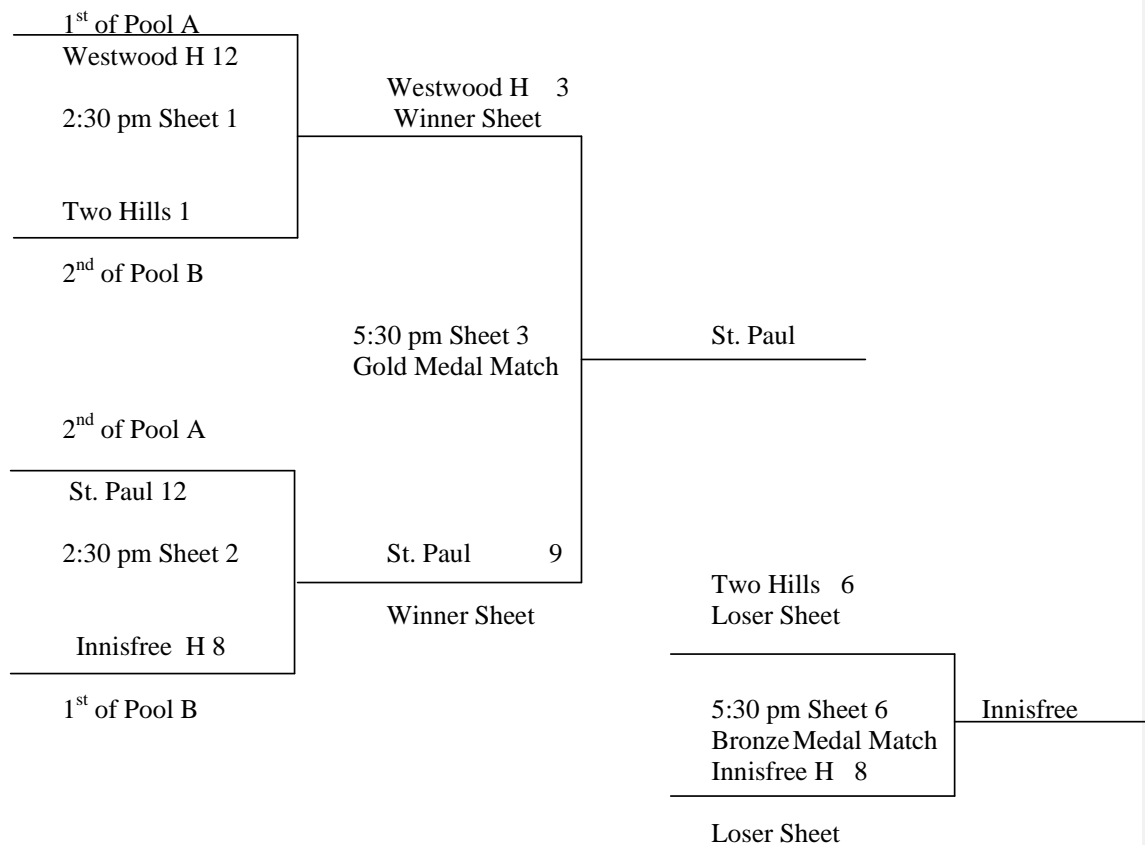 1st of Pool A
Westwood H 12
2:30 pm Sheet 1
Two Hills 1
2nd of Pool B
Westwood H 3
Winner Sheet
5:30 pm Sheet 3
Gold Medal Match
St. Paul
2nd of Pool A
St. Paul 12
2:30 pm Sheet 2
Innisfree H 8
1st of Pool B
St. Paul 9
Winner Sheet
Two Hills 6
Loser Sheet
5:30 pm Sheet 6
Bronze Medal Match
Innisfree H 8
Loser Sheet
Innisfree